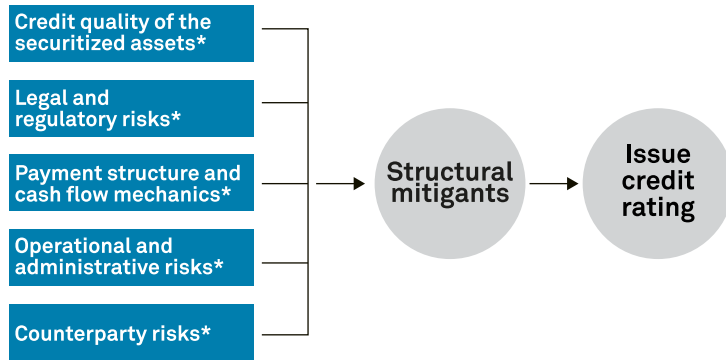 Credit quality of the
securitized assets*
Legal and
regulatory risks*
Payment structure and
cash flow mechanics*
Operational and
administrative risks*
Counterparty risks*
Structural
mitigants
Issue
credit
rating